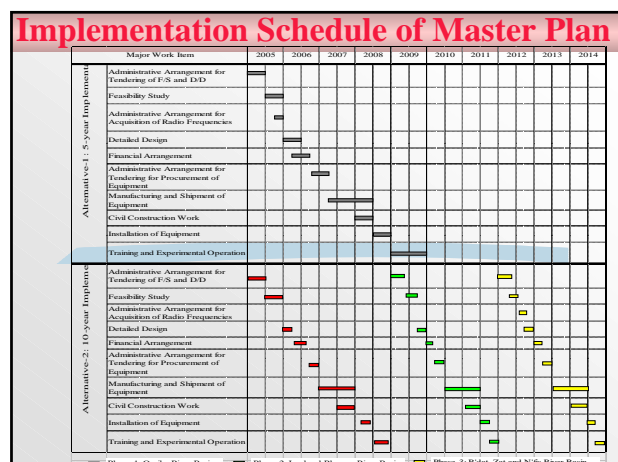 Implementation Schedule of Master Plan
Major Work Item 2005 2006 2007 2008 2009 2010 2011 2012 2013 2014
Alternative-1: 5-year Implementa
Administrative Arrangement for
Tendering of F/S and D/D
Feasibility Study
Administrative Arrangement for
Acquisition of Radio Frequencies
Detailed Design
Financial Arrangement
Administrative Arrangement for
Tendering for Procurement of
Equipment
Manufacturing and Shipment of
Equipment
Civil Construction Work
Installation of Equipment
Training and Experimental Operation
Alternative-2: 10-year Impleme
Administrative Arrangement for
Tendering of F/S and D/D
Feasibility Study
Administrative Arrangement for
Acquisition of Radio Frequencies
Detailed Design
Financial Arrangement
Administrative Arrangement for
Tendering for Procurement of
Equipment
Manufacturing and Shipment of
Equipment
Civil Construction Work
Installation of Equipment
Training and Experimental Operation